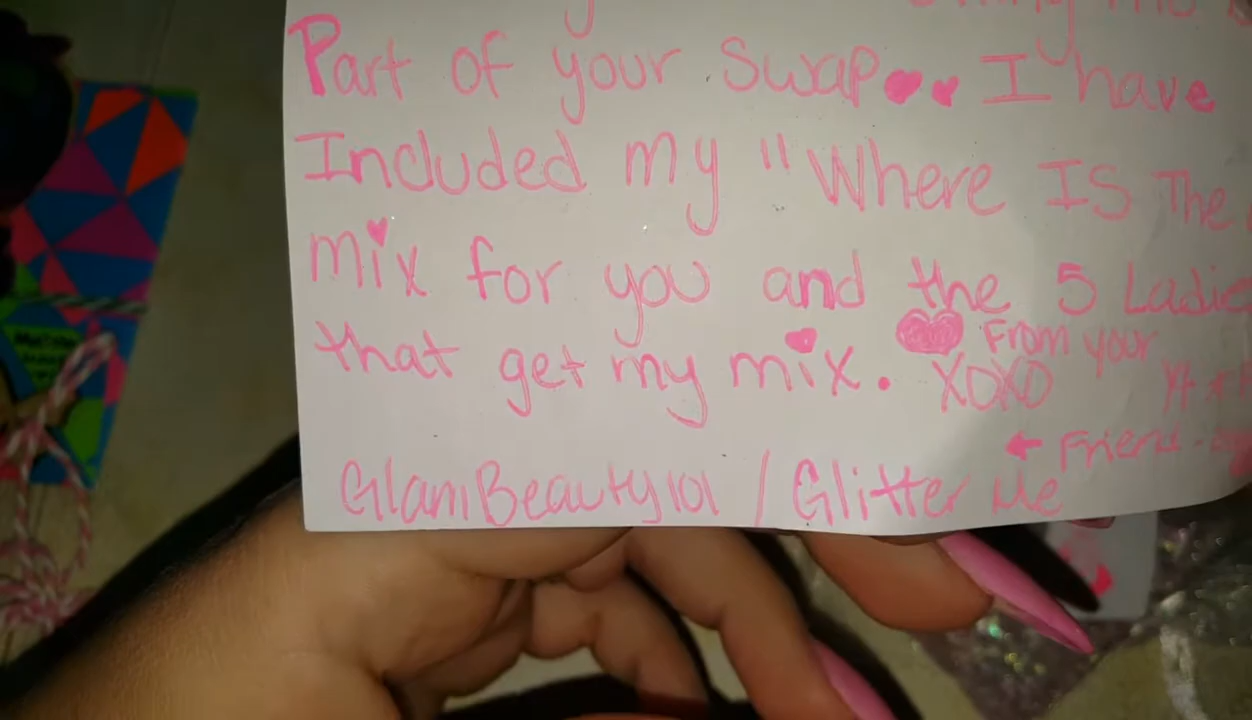 Part of your Swap I have
Included my "Where IS The
mix for you and the 5 Ladie
that get my mix. From your
XOXO
← Friend
GlamBeauty101 / Glitter Me